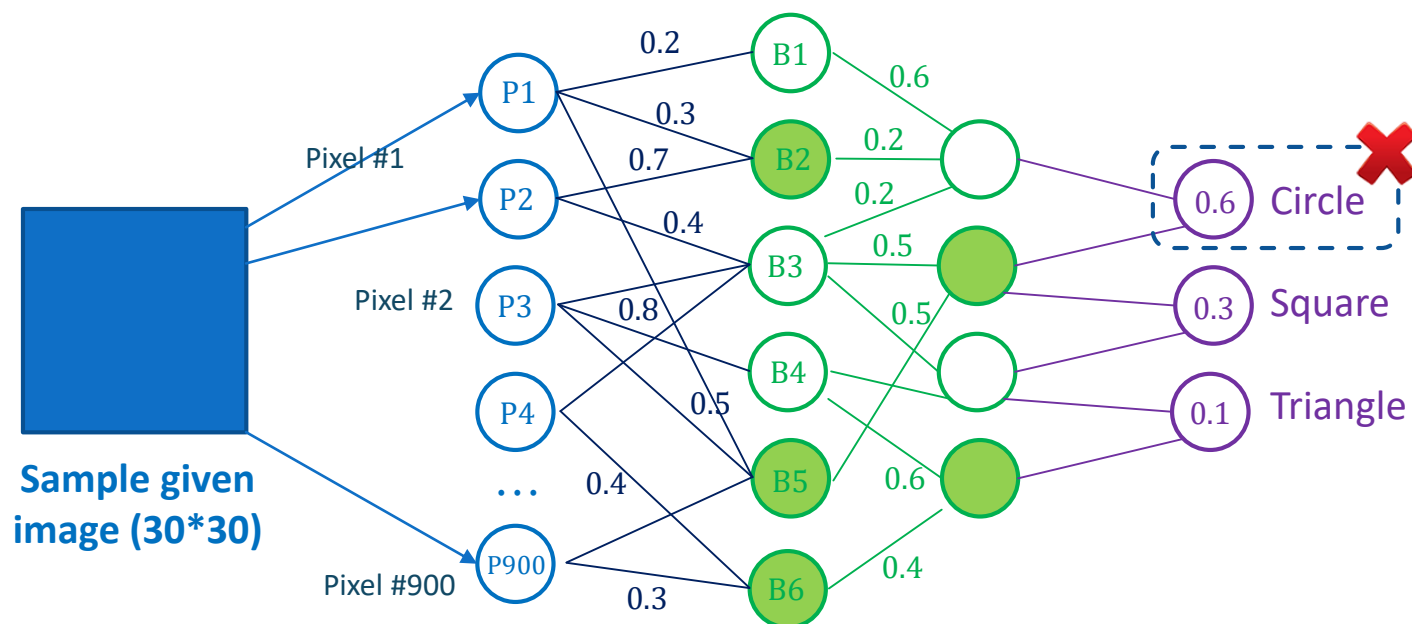 Sample given
image (30*30)
Pixel #1
Pixel #2
Pixel #900
P1
P2
P3
P4
...
P900
0.2
0.3
0.7
0.4
0.8
0.5
0.4
0.3
B1
B2
B3
B4
B5
B6
0.6
0.2
0.2
0.5
0.5
0.6
0.4
0.6 Circle
0.3 Square
0.1 Triangle